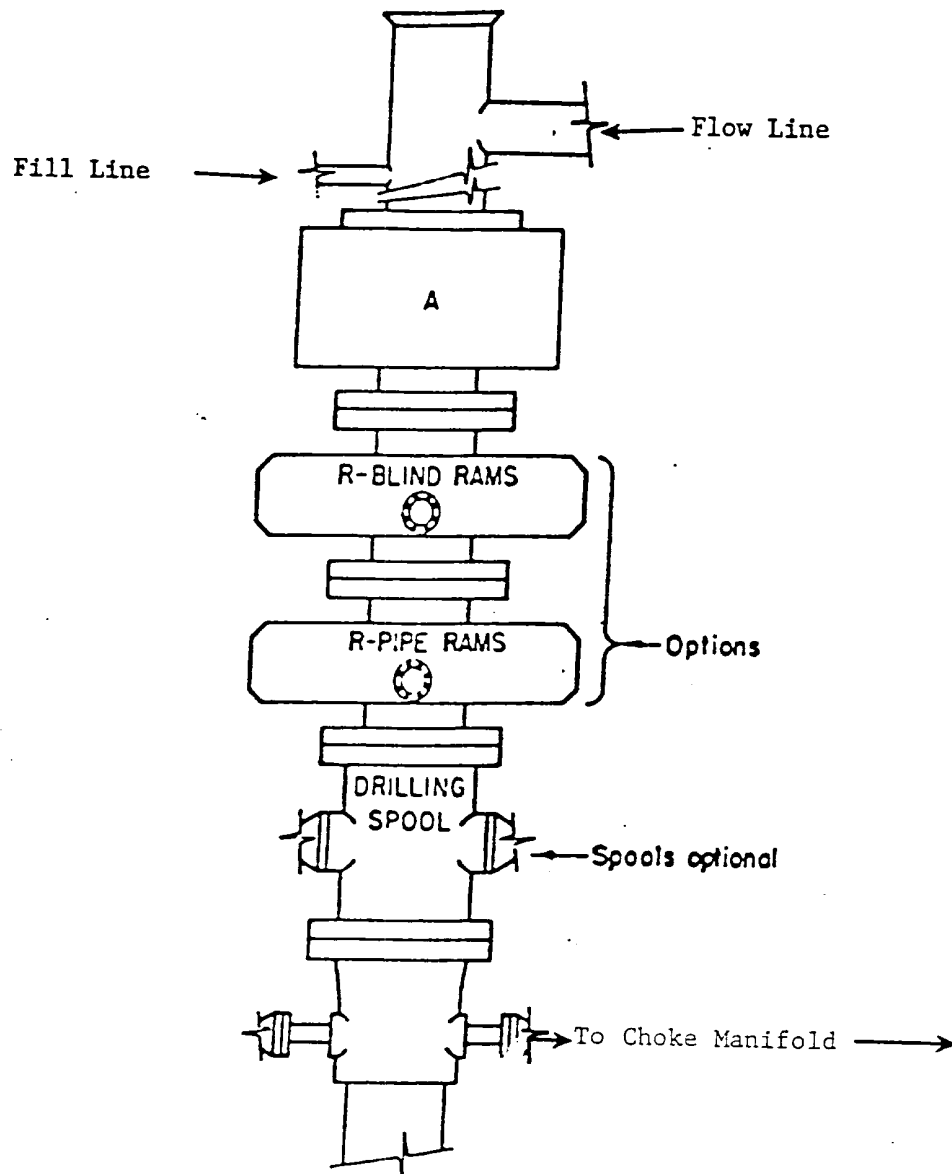 Flow Line
Fill Line
A
R-BLIND RAMS
R-PIPE RAMS
Options
DRILLING
SPOOL
Spools optional
To Choke Manifold